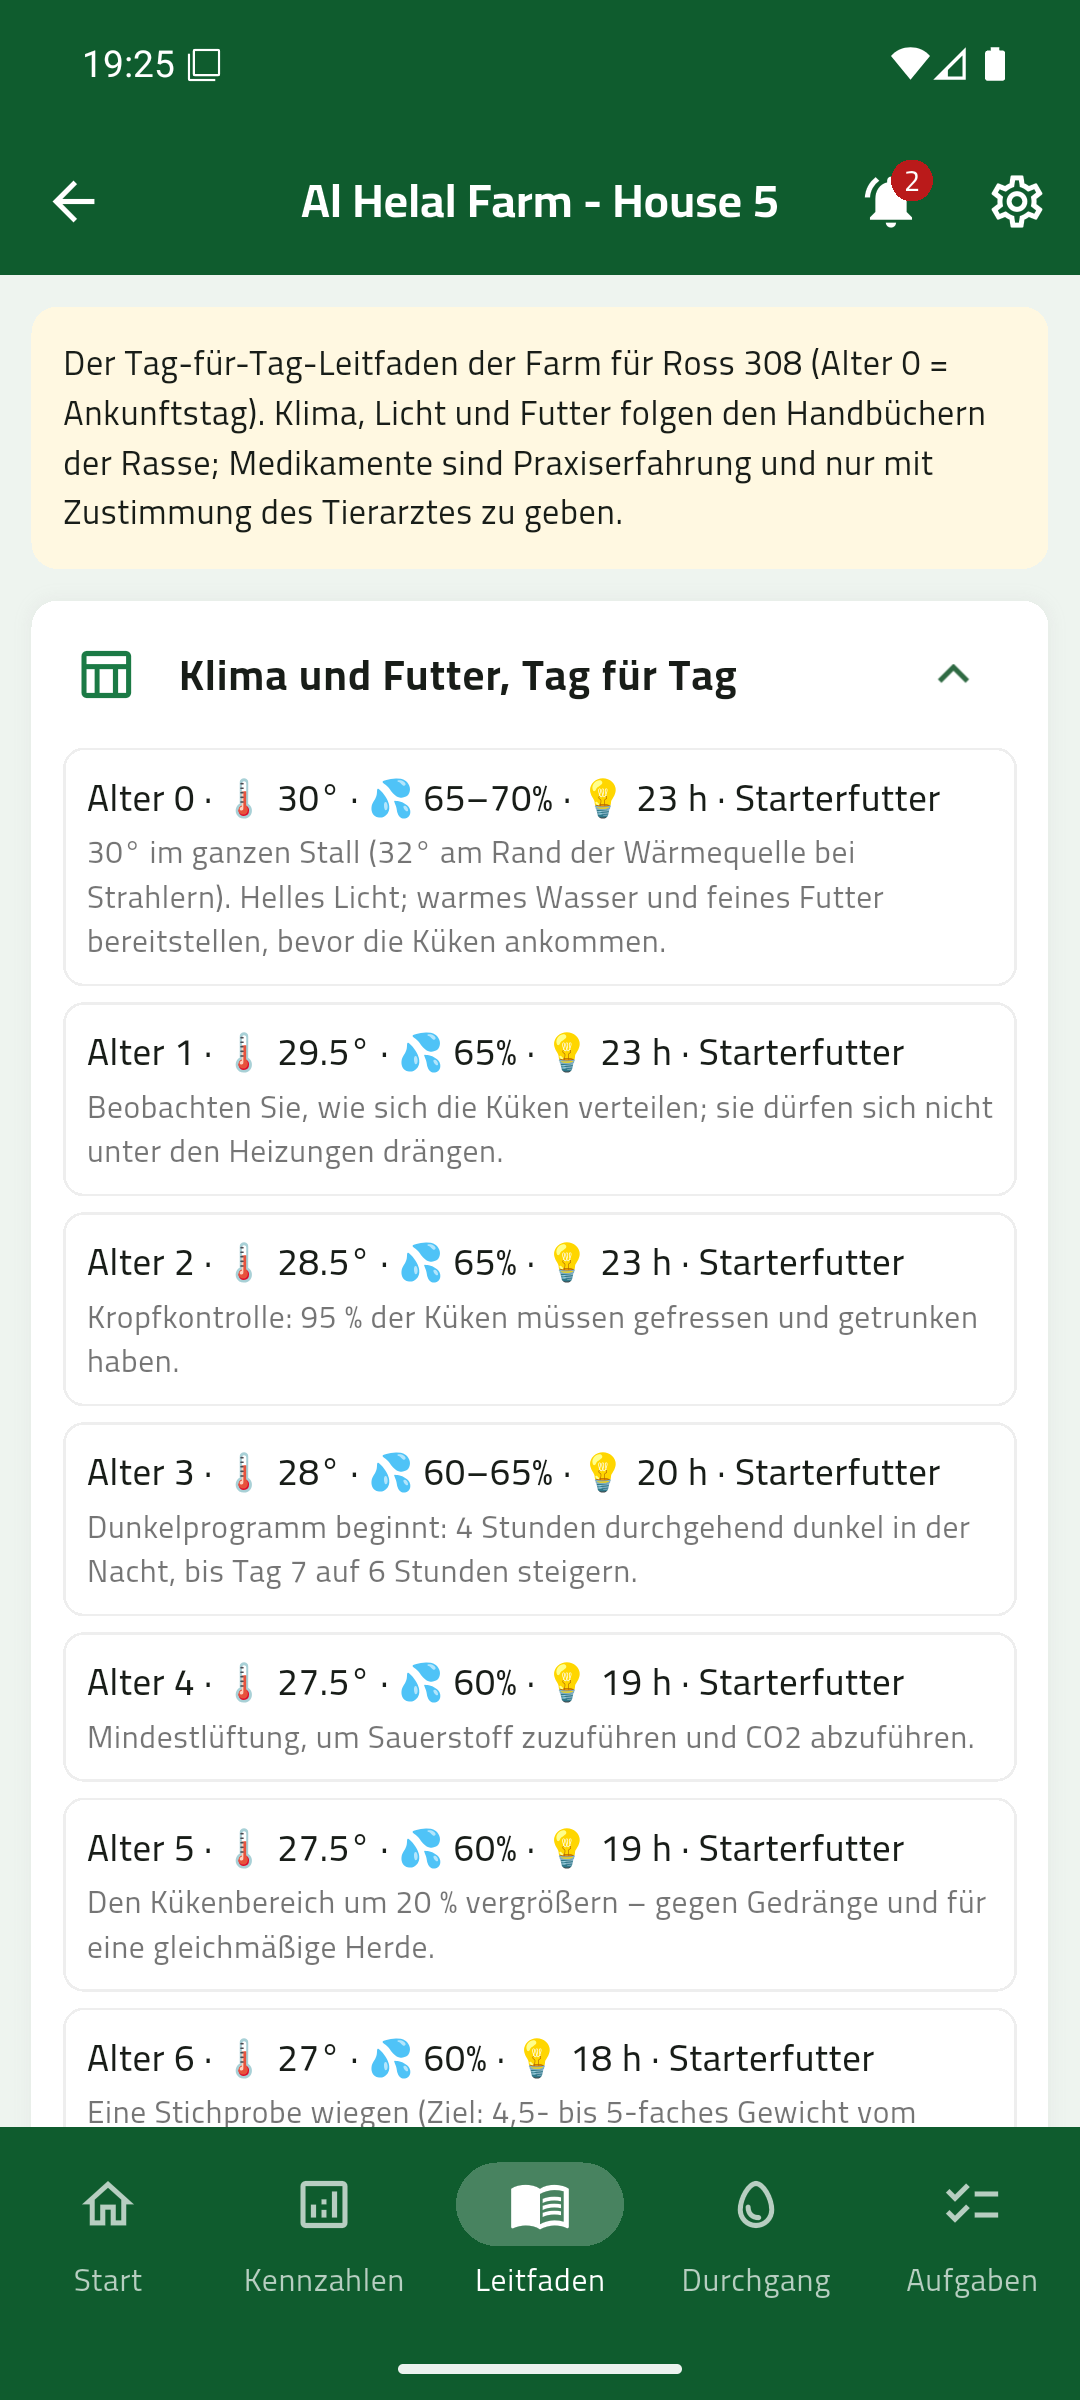 19:25
Al Helal Farm - House 5
2
Der Tag-für-Tag-Leitfaden der Farm für Ross 308 (Alter 0 =
Ankunftstag). Klima, Licht und Futter folgen den Handbüchern
der Rasse; Medikamente sind Praxiserfahrung und nur mit
Zustimmung des Tierarztes zu geben.
Klima und Futter, Tag für Tag
Alter 0 · 🌡️ 30° · 💦 65–70% · 💡 23 h · Starterfutter
30° im ganzen Stall (32° am Rand der Wärmequelle bei
Strahlern). Helles Licht; warmes Wasser und feines Futter
bereitstellen, bevor die Küken ankommen.
Alter 1 · 🌡️ 29.5° · 💦 65% · 💡 23 h · Starterfutter
Beobachten Sie, wie sich die Küken verteilen; sie dürfen sich nicht
unter den Heizungen drängen.
Alter 2 · 🌡️ 28.5° · 💦 65% · 💡 23 h · Starterfutter
Kropfkontrolle: 95 % der Küken müssen gefressen und getrunken
haben.
Alter 3 · 🌡️ 28° · 💦 60–65% · 💡 20 h · Starterfutter
Dunkelprogramm beginnt: 4 Stunden durchgehend dunkel in der
Nacht, bis Tag 7 auf 6 Stunden steigern.
Alter 4 · 🌡️ 27.5° · 💦 60% · 💡 19 h · Starterfutter
Mindestlüftung, um Sauerstoff zuzuführen und CO2 abzuführen.
Alter 5 · 🌡️ 27.5° · 💦 60% · 💡 19 h · Starterfutter
Den Kükenbereich um 20 % vergrößern – gegen Gedränge und für
eine gleichmäßige Herde.
Alter 6 · 🌡️ 27° · 💦 60% · 💡 18 h · Starterfutter
Eine Stichprobe wiegen (Ziel: 4,5- bis 5-faches Gewicht vom
Start
Kennzahlen
Leitfaden
Durchgang
Aufgaben